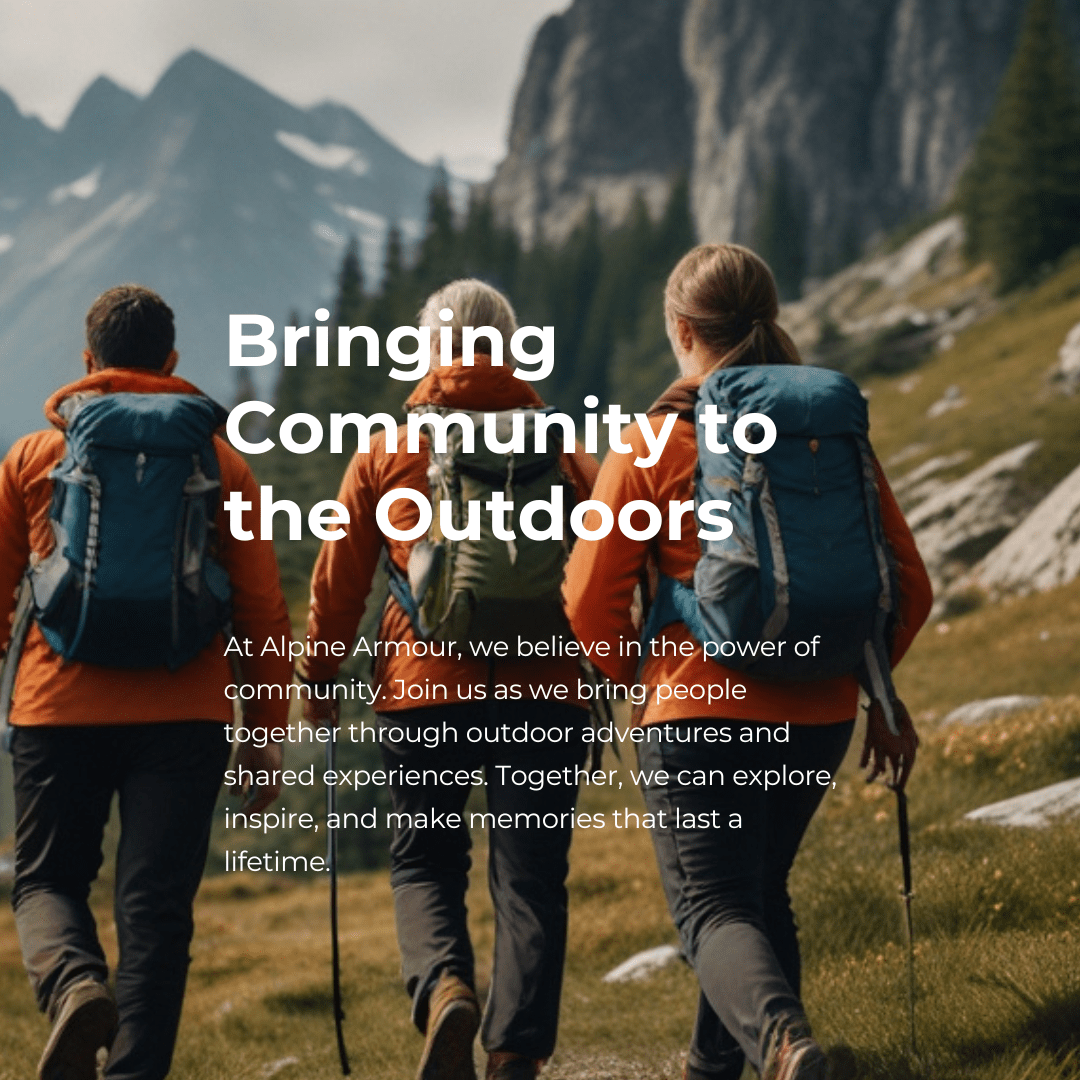 Bringing
Community to
the Outdoors
At Alpine Armour, we believe in the power of
community. Join us as we bring people
together through outdoor adventures and
shared experiences. Together, we can explore,
inspire, and make memories that last a
lifetime.